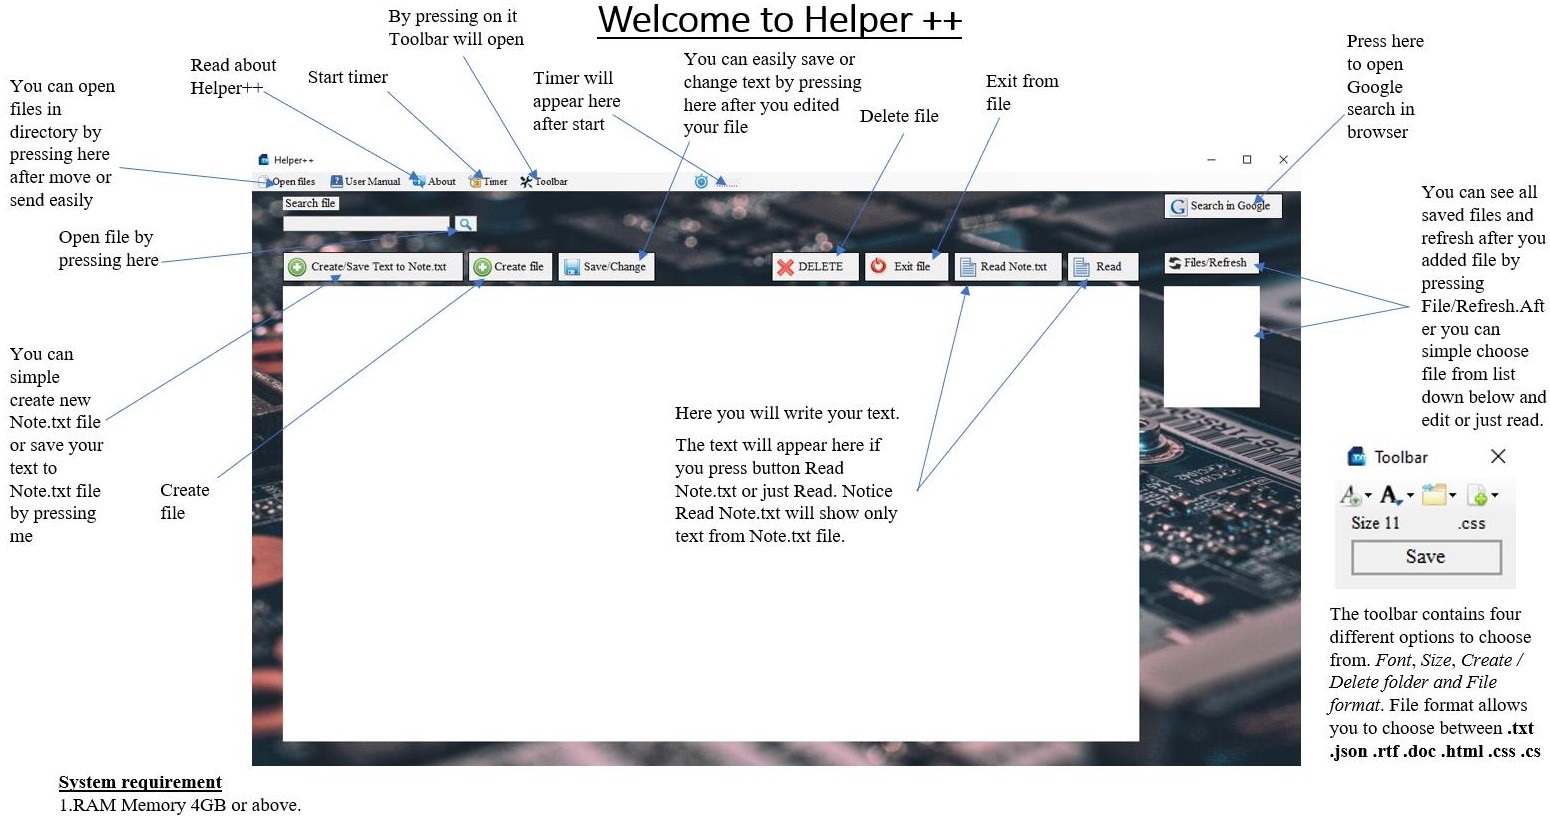 Welcome to Helper ++
By pressing on it
Toolbar will open
Read about
Helper++
Start timer
Timer will
appear here
after start
You can easily save or
change text by pressing
here after you edited
your file
Delete file
Exit from
file
Press here
to open
Google
search in
browser
You can open
files in
directory by
pressing here
after move or
send easily
Open file by
pressing here
Helper++
Open files
User Manual
About
Timer
Toolbar
........
Search file
Search in Google
Create/Save Text to Note.txt
Create file
Save/Change
DELETE
Exit file
Read Note.txt
Read
Files/Refresh
You can see all
saved files and
refresh after you
added file by
pressing
File/Refresh.Aft
er you can
simple choose
file from list
down below and
edit or just read.
You can
simple
create new
Note.txt file
or save your
text to
Note.txt file
by pressing
me
Create
file
Here you will write your text.
The text will appear here if
you press button Read
Note.txt or just Read. Notice
Read Note.txt will show only
text from Note.txt file.
Toolbar
Size 11
.css
Save
The toolbar contains four
different options to choose
from. Font, Size, Create /
Delete folder and File
format. File format allows
you to choose between .txt
.json .rtf .doc .html .css .cs
System requirement
1.RAM Memory 4GB or above.